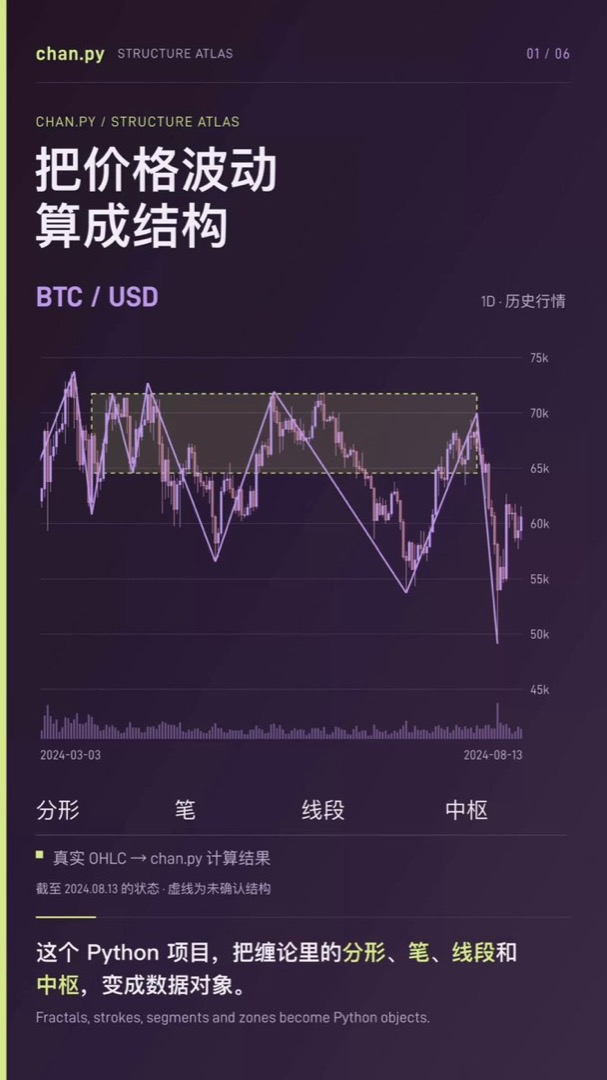 chan.py STRUCTURE ATLAS 01 / 06
CHAN.PY / STRUCTURE ATLAS
把价格波动
算成结构
BTC / USD 1D · 历史行情
75k
70k
65k
60k
55k
50k
45k
2024-03-03 2024-08-13
分形 笔 线段 中枢
真实 OHLC → chan.py 计算结果
截至 2024.08.13 的状态 · 虚线为未确认结构
这个 Python 项目，把缠论里的分形、笔、线段和
中枢，变成数据对象。
Fractals, strokes, segments and zones become Python objects.